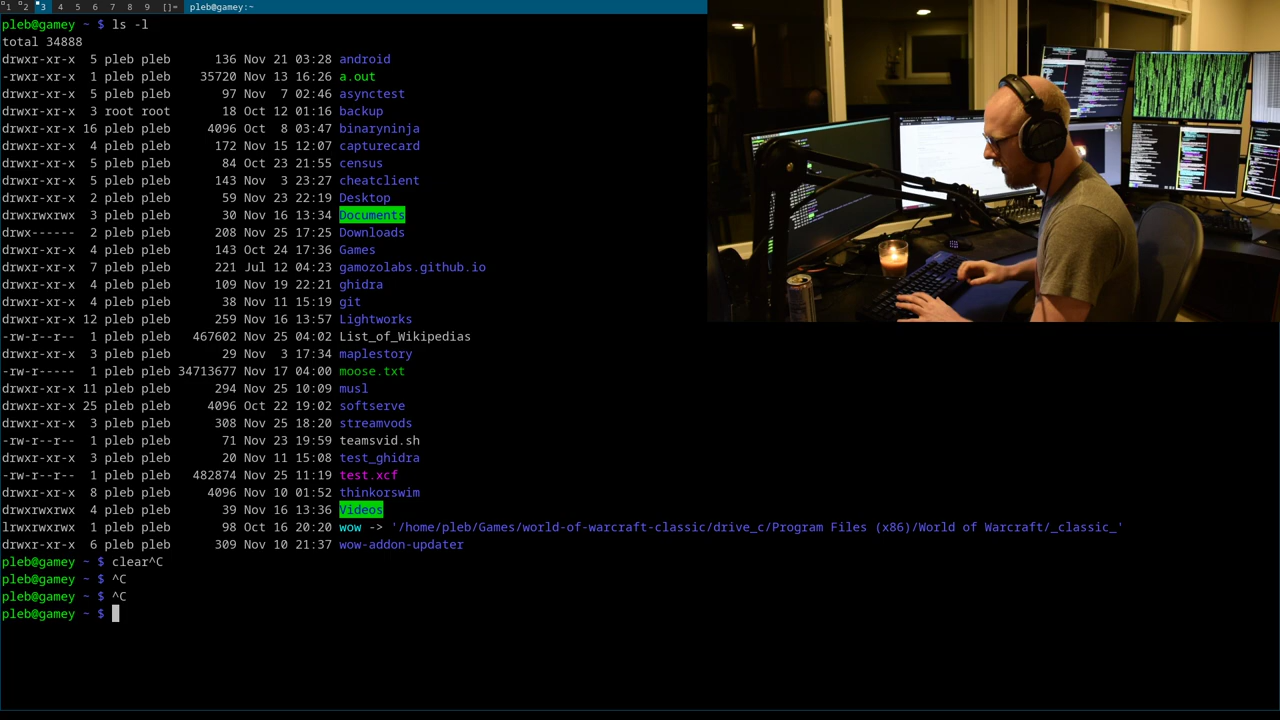 1 2 3 4 5 6 7 8 9 []= pleb@gamey:~
pleb@gamey ~ $ ls -l
total 34888
drwxr-xr-x 5 pleb pleb 136 Nov 21 03:28 android
-rwxr-xr-x 1 pleb pleb 35720 Nov 13 16:26 a.out
drwxr-xr-x 5 pleb pleb 97 Nov 7 02:46 asynctest
drwxr-xr-x 3 root root 18 Oct 12 01:16 backup
drwxr-xr-x 16 pleb pleb 4096 Oct 8 03:47 binaryninja
drwxr-xr-x 4 pleb pleb 172 Nov 15 12:07 capturecard
drwxr-xr-x 5 pleb pleb 84 Oct 23 21:55 census
drwxr-xr-x 5 pleb pleb 143 Nov 3 23:27 cheatclient
drwxr-xr-x 2 pleb pleb 59 Nov 23 22:19 Desktop
drwxrwxrwx 3 pleb pleb 30 Nov 16 13:34 Documents
drwx------ 2 pleb pleb 208 Nov 25 17:25 Downloads
drwxr-xr-x 4 pleb pleb 143 Oct 24 17:36 Games
drwxr-xr-x 7 pleb pleb 221 Jul 12 04:23 gamozolabs.github.io
drwxr-xr-x 4 pleb pleb 109 Nov 19 22:21 ghidra
drwxr-xr-x 4 pleb pleb 38 Nov 11 15:19 git
drwxr-xr-x 12 pleb pleb 259 Nov 16 13:57 Lightworks
-rw-r--r-- 1 pleb pleb 467602 Nov 25 04:02 List_of_Wikipedias
drwxr-xr-x 3 pleb pleb 29 Nov 3 17:34 maplestory
-rw-r----- 1 pleb pleb 34713677 Nov 17 04:00 moose.txt
drwxr-xr-x 11 pleb pleb 294 Nov 25 10:09 musl
drwxr-xr-x 25 pleb pleb 4096 Oct 22 19:02 softserve
drwxr-xr-x 3 pleb pleb 308 Nov 25 18:20 streamvods
-rw-r--r-- 1 pleb pleb 71 Nov 23 19:59 teamsvid.sh
drwxr-xr-x 3 pleb pleb 20 Nov 11 15:08 test_ghidra
-rw-r--r-- 1 pleb pleb 482874 Nov 25 11:19 test.xcf
drwxr-xr-x 8 pleb pleb 4096 Nov 10 01:52 thinkorswim
drwxrwxrwx 4 pleb pleb 39 Nov 16 13:36 Videos
lrwxrwxrwx 1 pleb pleb 98 Oct 16 20:20 wow -> '/home/pleb/Games/world-of-warcraft-classic/drive_c/Program Files (x86)/World of Warcraft/_classic_'
drwxr-xr-x 6 pleb pleb 309 Nov 10 21:37 wow-addon-updater
pleb@gamey ~ $ clear^C
pleb@gamey ~ $ ^C
pleb@gamey ~ $ ^C
pleb@gamey ~ $